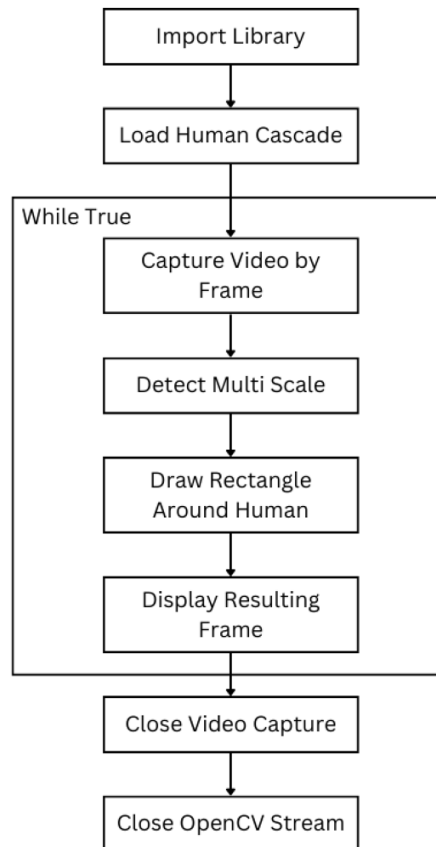 Import Library
Load Human Cascade
While True
Capture Video by
Frame
Detect Multi Scale
Draw Rectangle
Around Human
Display Resulting
Frame
Close Video Capture
Close OpenCV Stream